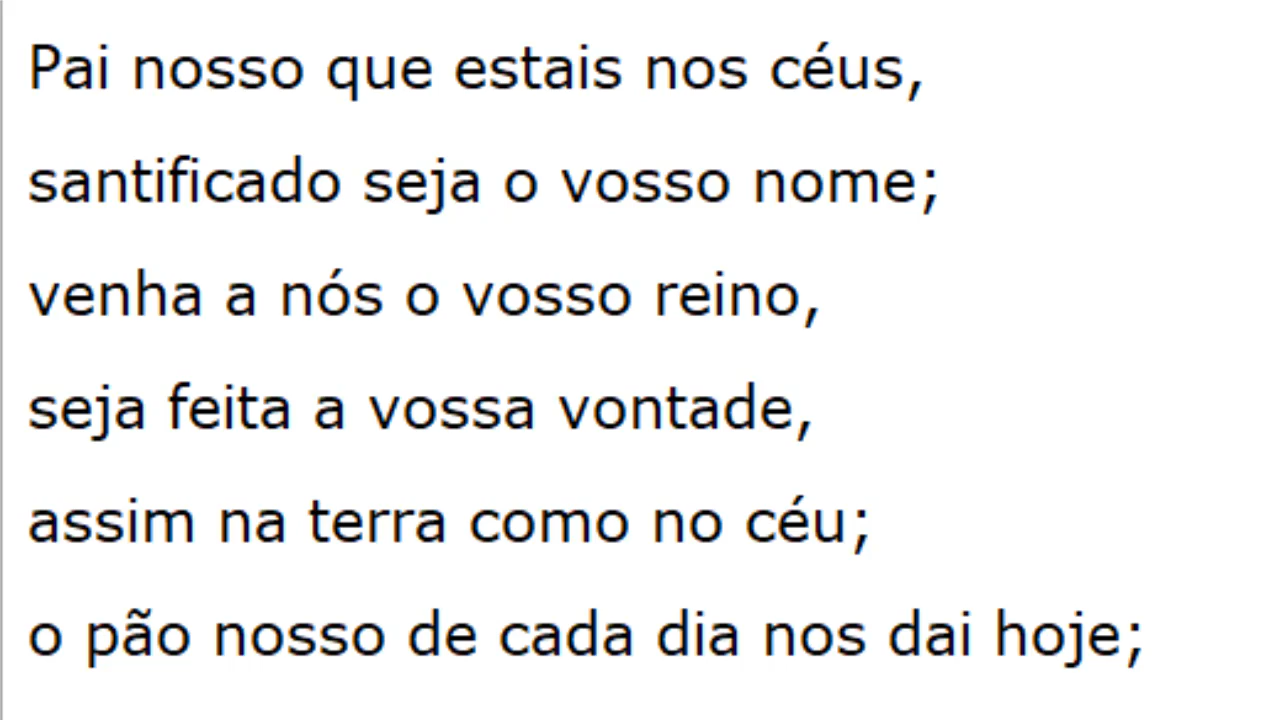 Pai nosso que estais nos céus,
santificado seja o vosso nome;
venha a nós o vosso reino,
seja feita a vossa vontade,
assim na terra como no céu;
o pão nosso de cada dia nos dai hoje;